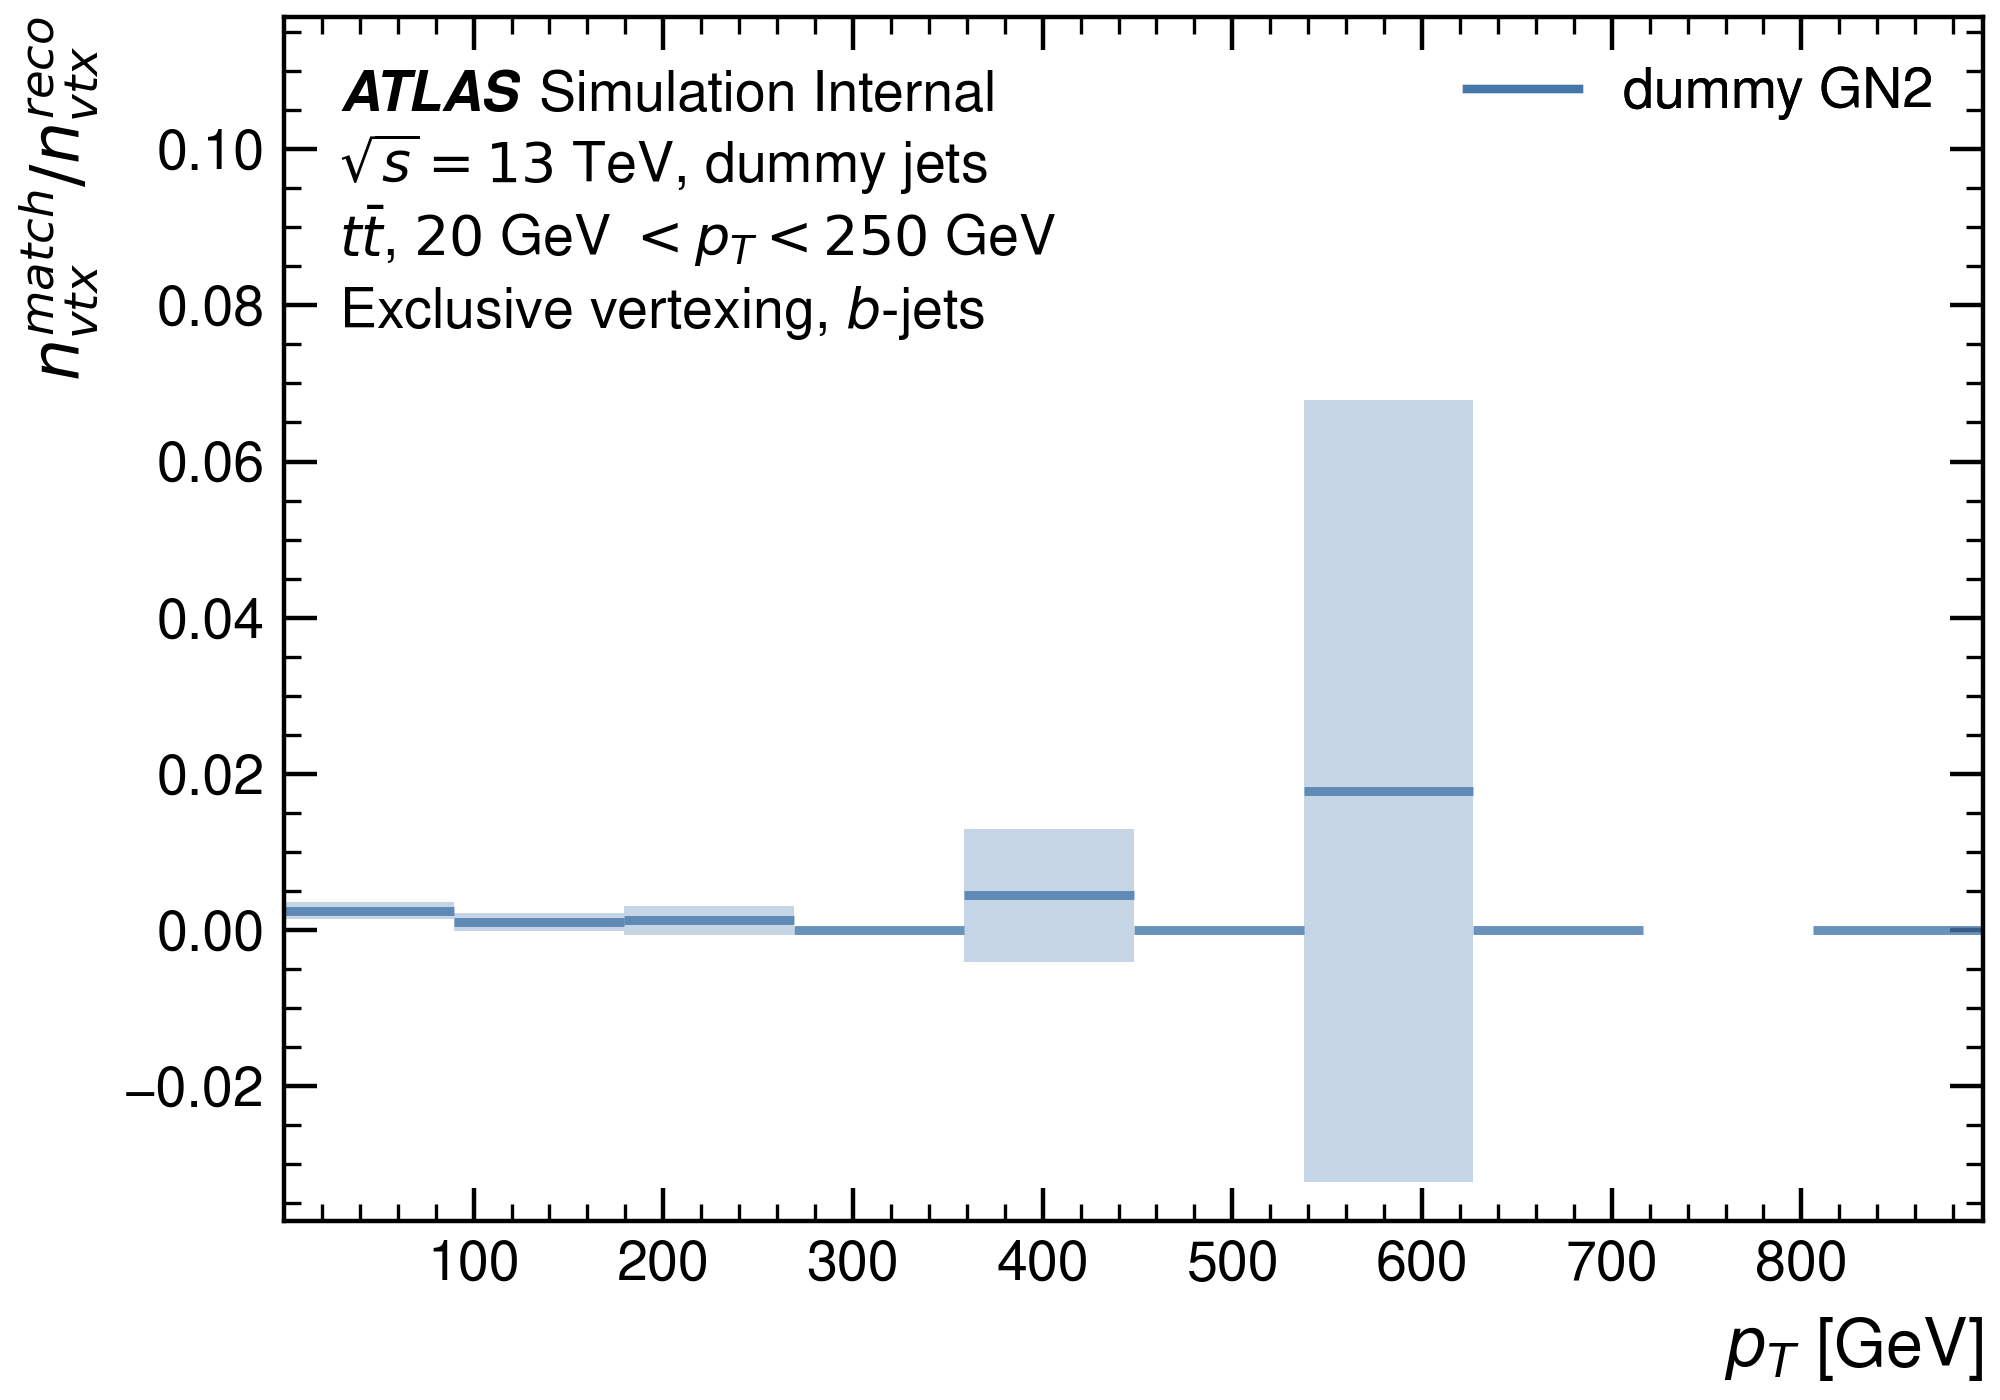 ATLAS Simulation Internal
√s = 13 TeV, dummy jets
tt̄, 20 GeV < p_T < 250 GeV
Exclusive vertexing, b-jets
dummy GN2
n_vtx^match/n_vtx^reco
0.10
0.08
0.06
0.04
0.02
0.00
−0.02
100 200 300 400 500 600 700 800
p_T [GeV]